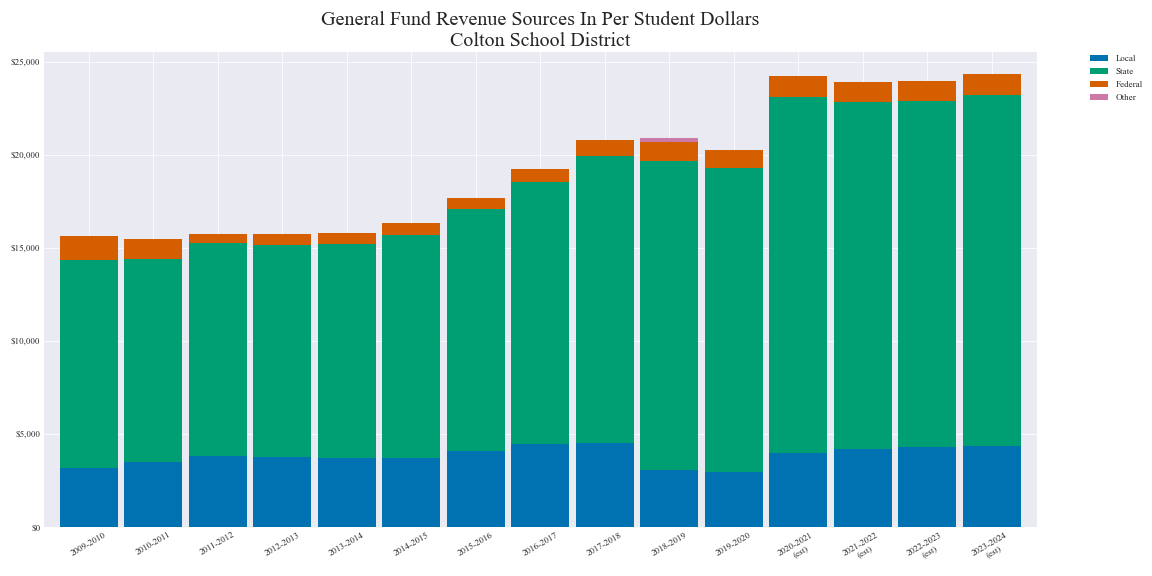 General Fund Revenue Sources In Per Student Dollars
Colton School District
Local
State
Federal
Other
$25,000
$20,000
$15,000
$10,000
$5,000
$0
2009-2010
2010-2011
2011-2012
2012-2013
2013-2014
2014-2015
2015-2016
2016-2017
2017-2018
2018-2019
2019-2020
2020-2021
(est)
2021-2022
(est)
2022-2023
(est)
2023-2024
(est)